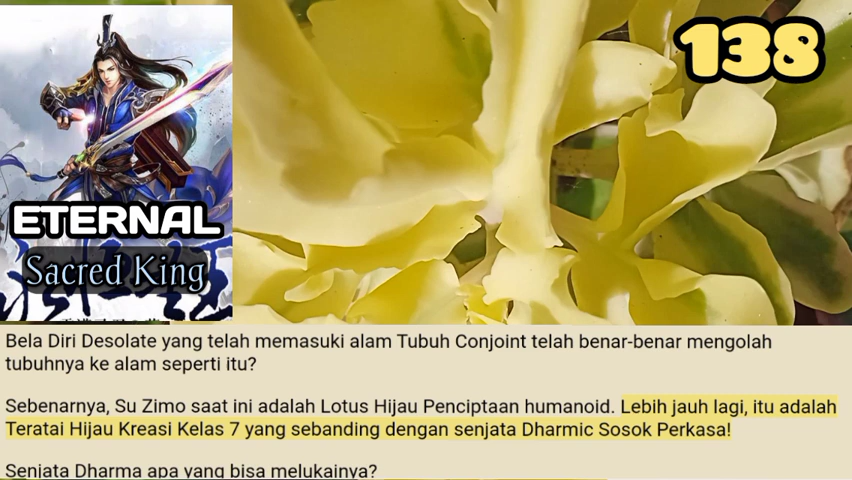 138
ETERNAL
Sacred King
Bela Diri Desolate yang telah memasuki alam Tubuh Conjoint telah benar-benar mengolah
tubuhnya ke alam seperti itu?
Sebenarnya, Su Zimo saat ini adalah Lotus Hijau Penciptaan humanoid. Lebih jauh lagi, itu adalah
Teratai Hijau Kreasi Kelas 7 yang sebanding dengan senjata Dharmic Sosok Perkasa!
Senjata Dharma apa yang bisa melukainya?